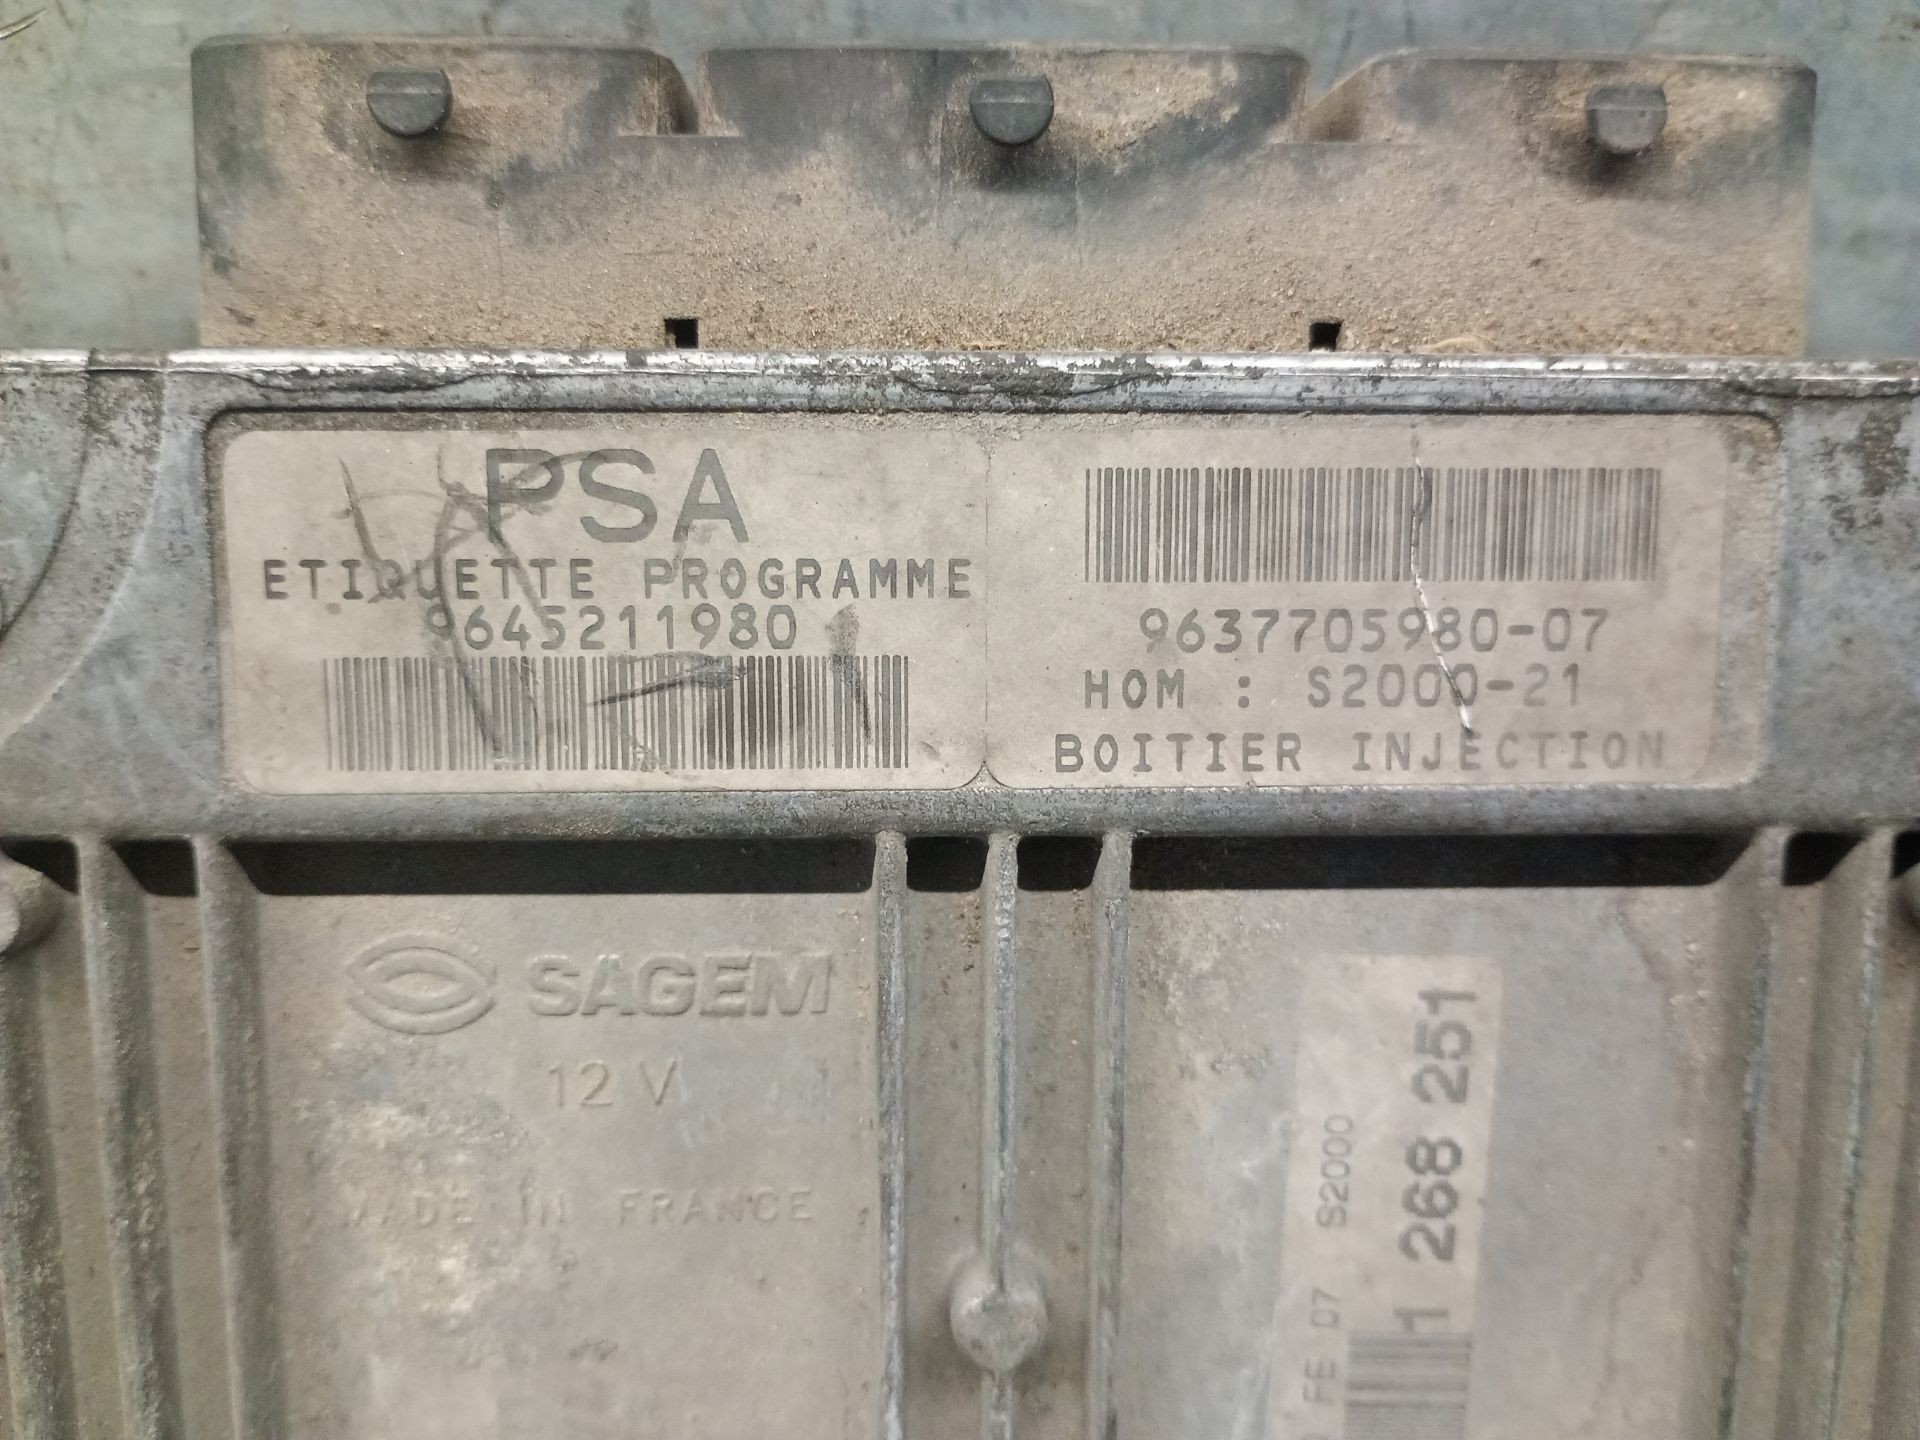 PSA
ETIQUETTE PROGRAMME
9645211980
9637705980-07
HOM : S2000-21
BOITIER INJECTION
SAGEM
12 V
MADE IN FRANCE
S2000
FE 07
1 268 251